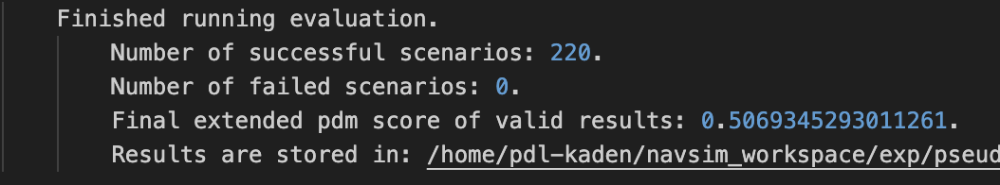 Finished running evaluation.
Number of successful scenarios: 220.
Number of failed scenarios: 0.
Final extended pdm score of valid results: 0.5069345293011261.
Results are stored in: /home/pdl-kaden/navsim_workspace/exp/pseud